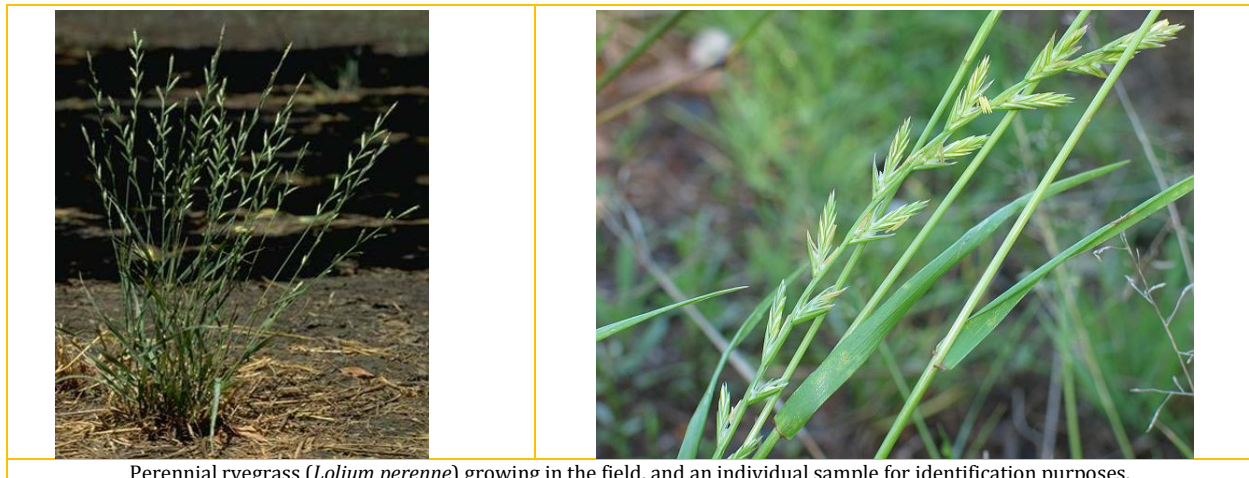 Perennial ryegrass (Lolium perenne) growing in the field, and an individual sample for identification purposes.